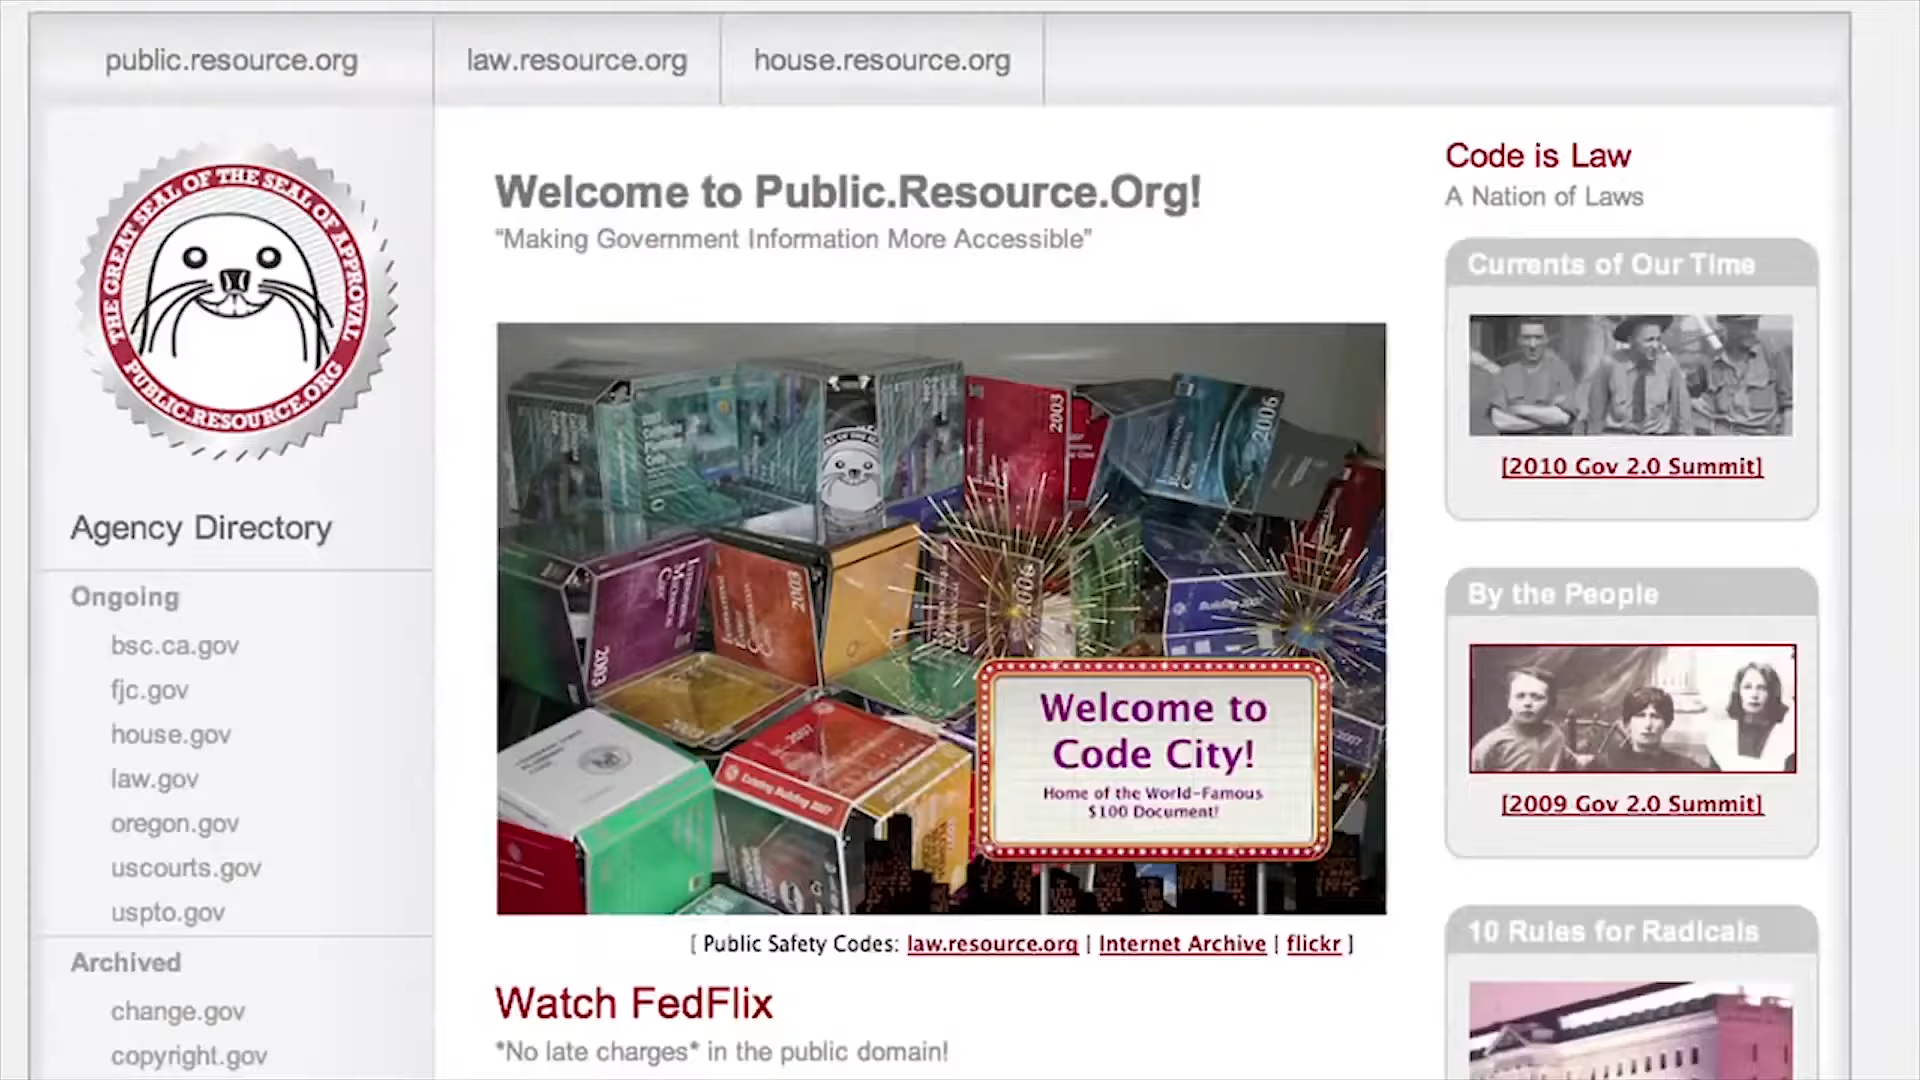 public.resource.org
law.resource.org
house.resource.org
THE GREAT SEAL OF THE SEAL OF APPROVAL
PUBLIC.RESOURCE.ORG
Agency Directory
Ongoing
bsc.ca.gov
fjc.gov
house.gov
law.gov
oregon.gov
uscourts.gov
uspto.gov
Archived
change.gov
copyright.gov
Welcome to Public.Resource.Org!
“Making Government Information More Accessible”
2003
2006
2003
2006
2003
2007
Existing Building 2007
Welcome to
Code City!
Home of the World-Famous
$100 Document!
[ Public Safety Codes: law.resource.org | Internet Archive | flickr ]
Watch FedFlix
*No late charges* in the public domain!
Code is Law
A Nation of Laws
Currents of Our Time
[2010 Gov 2.0 Summit]
By the People
[2009 Gov 2.0 Summit]
10 Rules for Radicals